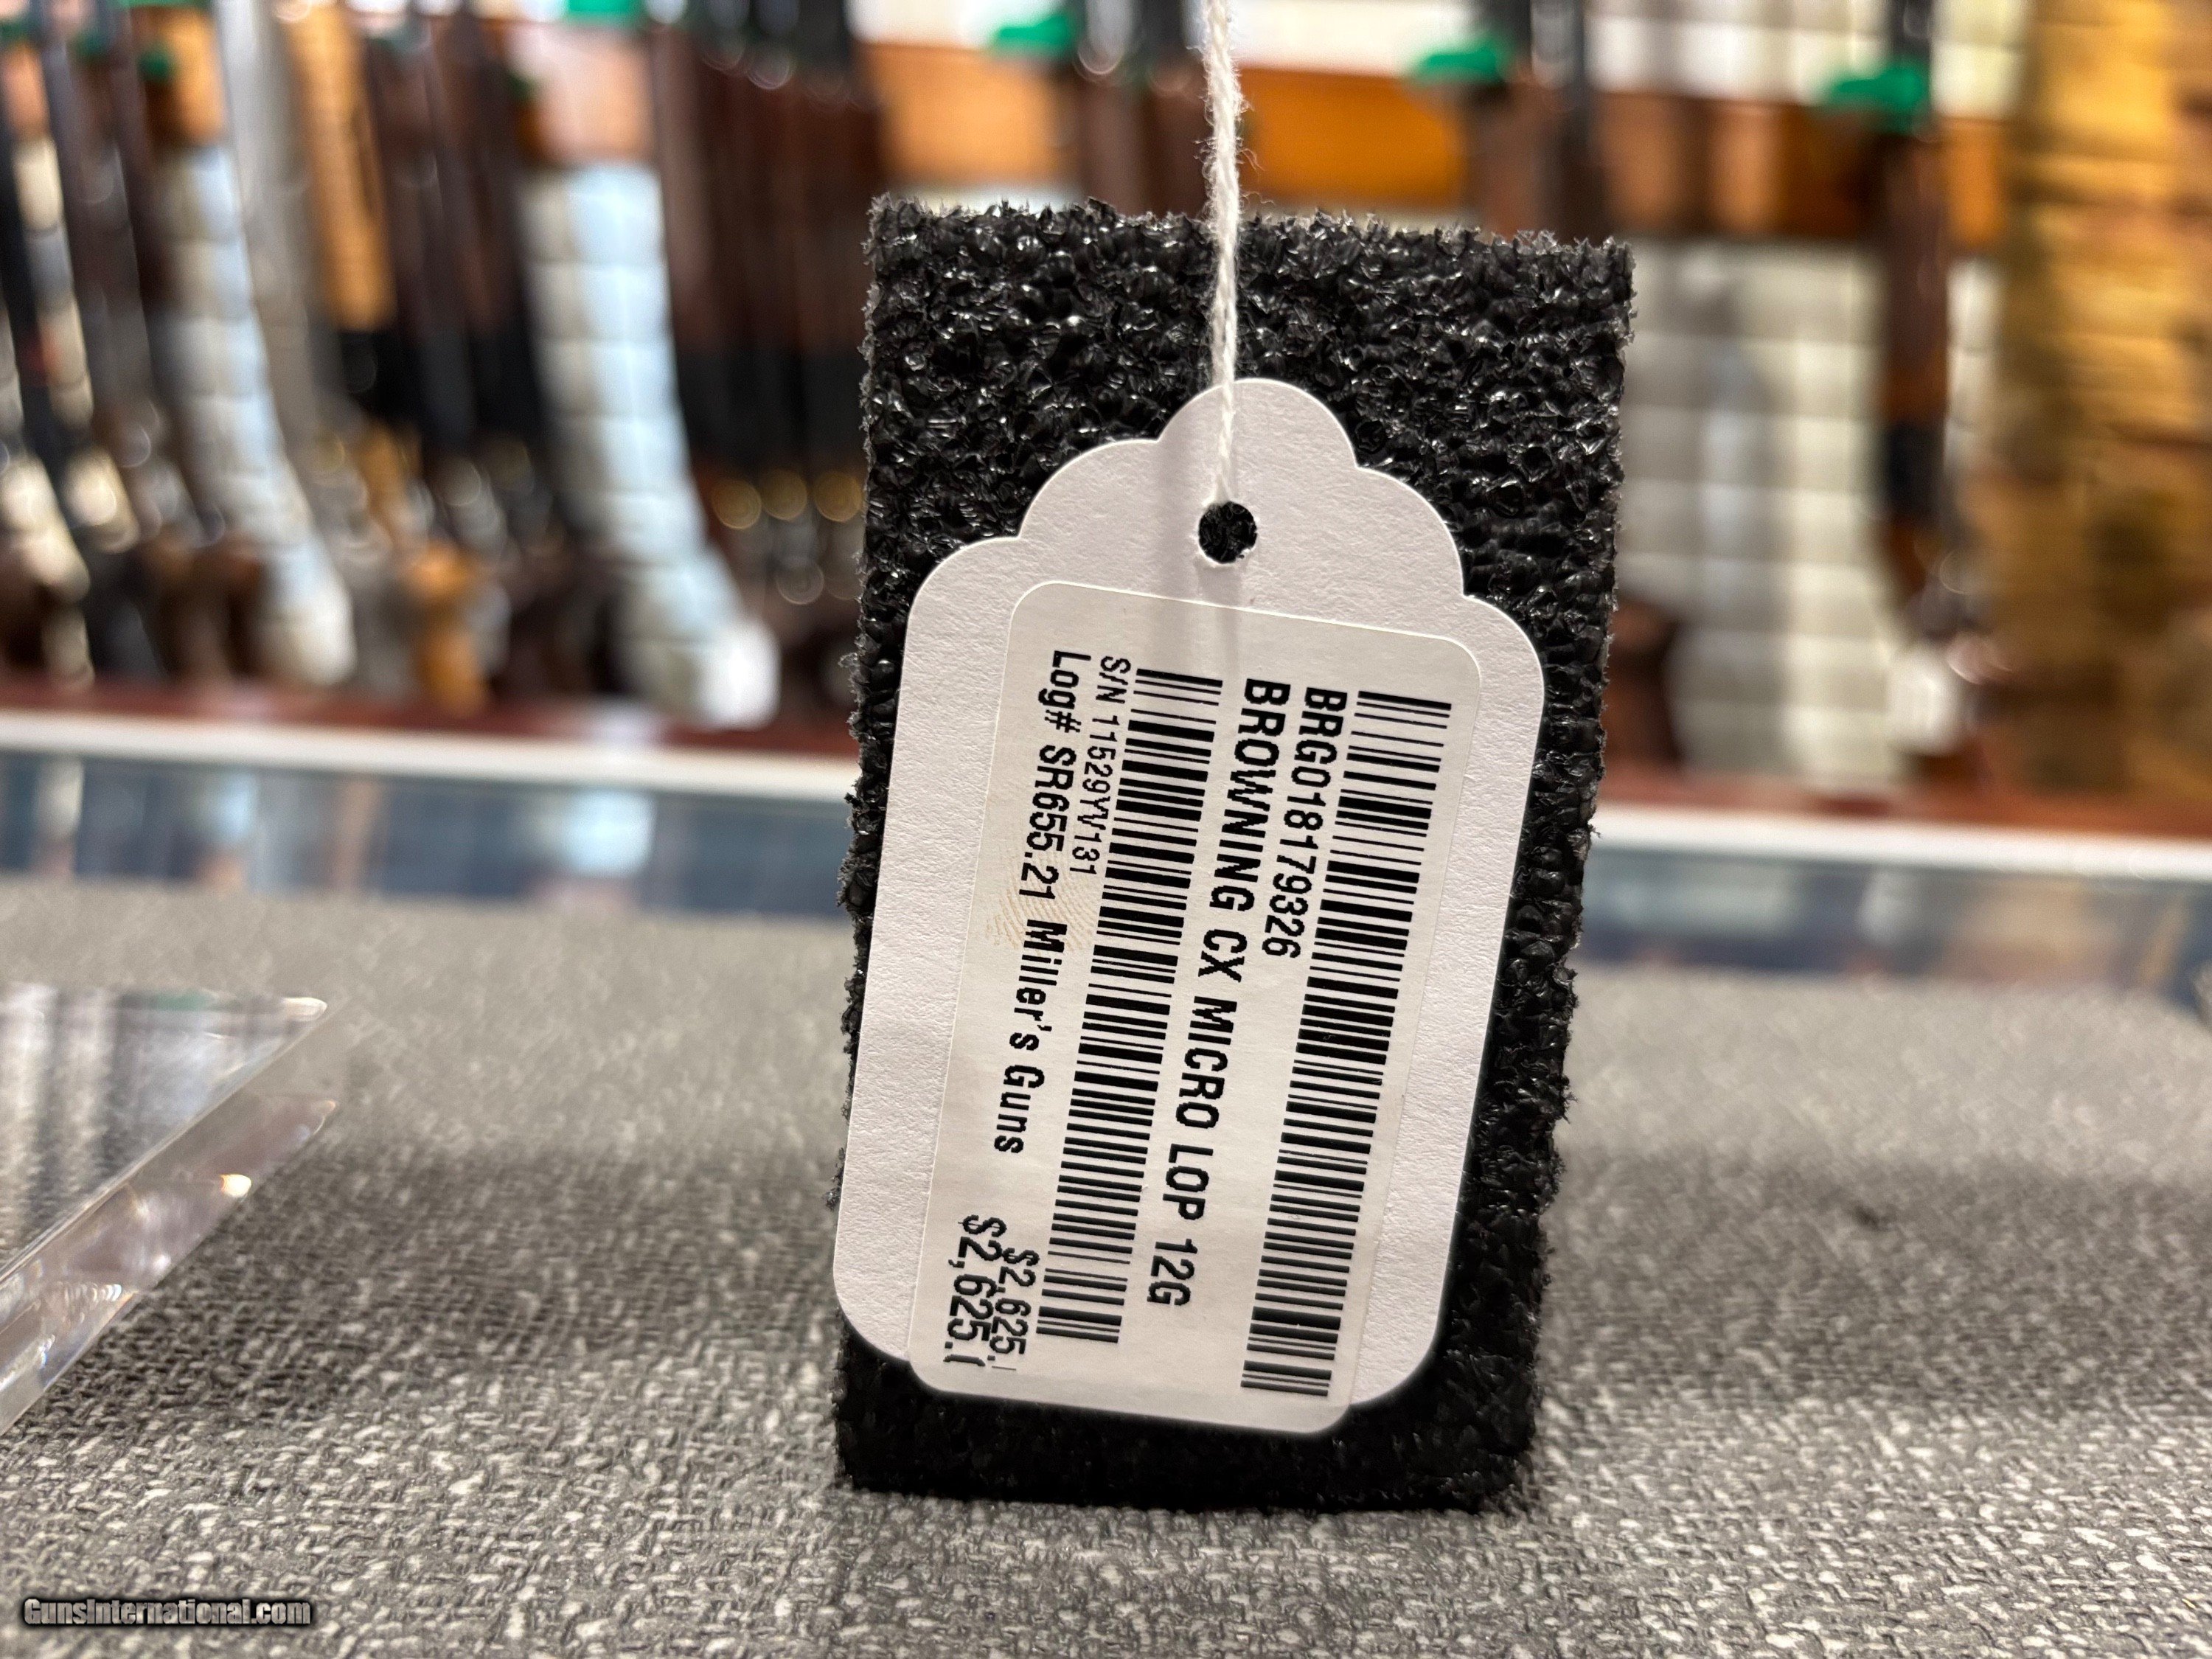 BRG018179326
BROWNING CX MICRO LOP 12G
S/N 11529YV131
$2,625.
Log# SR655.21 Miller's Guns
$2,625.
GunsInternational.com